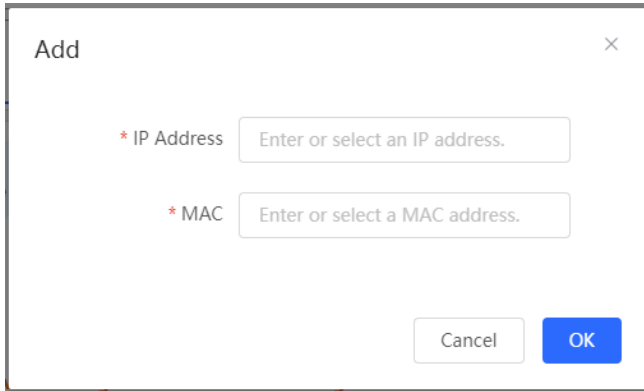 Add
* IP Address Enter or select an IP address.
* MAC Enter or select a MAC address.
Cancel OK